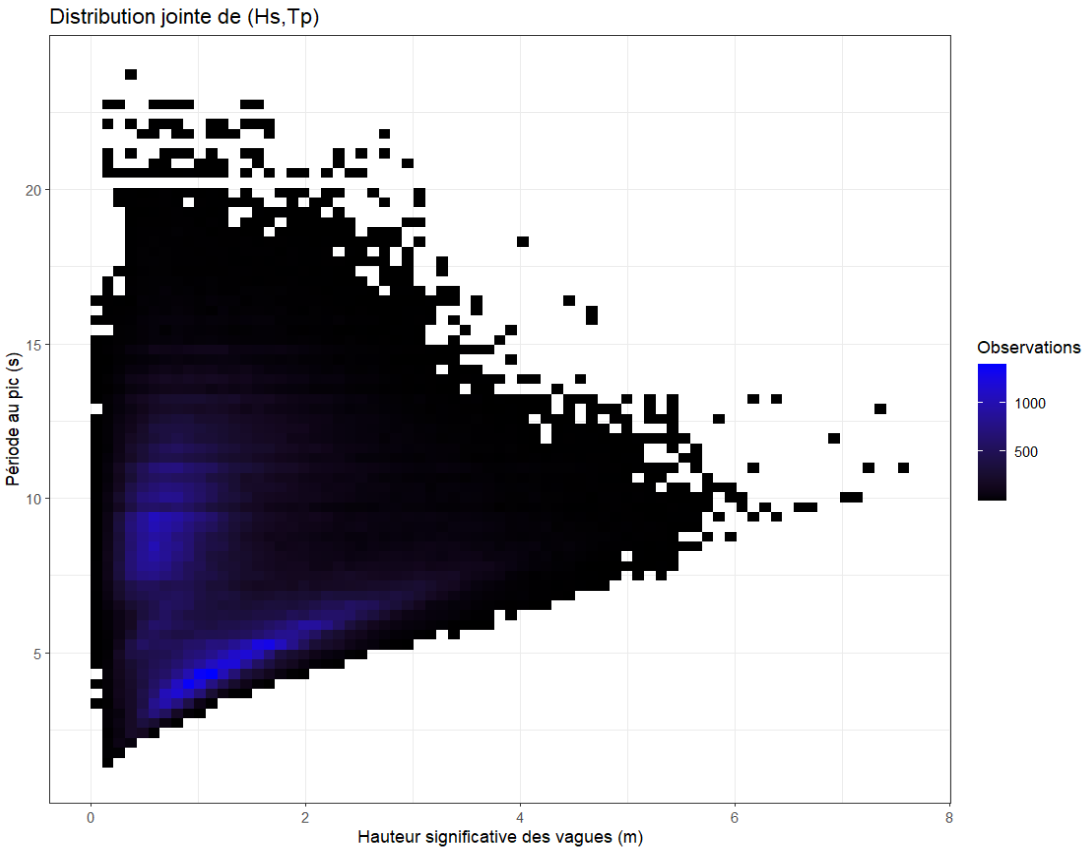 Distribution jointe de (Hs,Tp)
Période au pic (s)
20
15
10
5
0
2
4
6
8
Hauteur significative des vagues (m)
Observations
1000
500